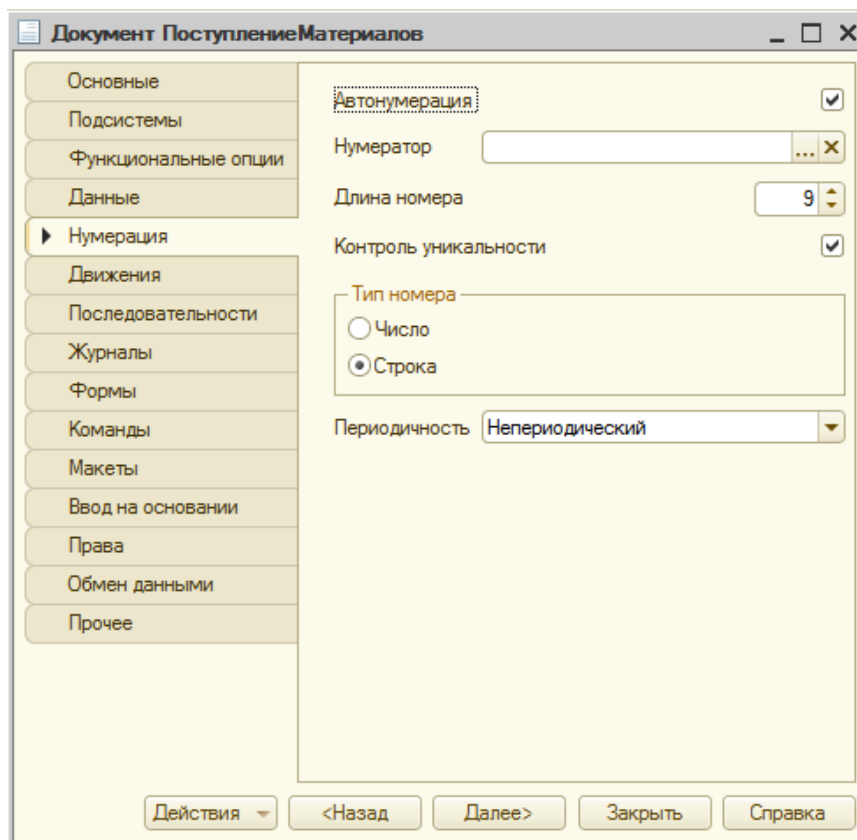 Документ ПоступлениеМатериалов
Основные
Подсистемы
Функциональные опции
Данные
Нумерация
Движения
Последовательности
Журналы
Формы
Команды
Макеты
Ввод на основании
Права
Обмен данными
Прочее
Автонумерация
Нумератор ...
Длина номера 9
Контроль уникальности
Тип номера
Число
Строка
Периодичность Непериодический
Действия <Назад Далее> Закрыть Справка